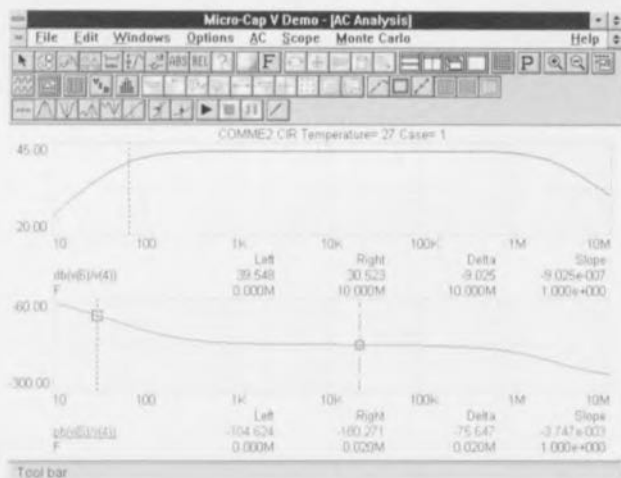 Micro-Cap V Demo - [AC Analysis]
File Edit Windows Options AC Scope Monte Carlo Help
ABS REL ? F P
COMME2 CIR Temperature= 27 Case= 1
45.00
20.00
10 100 1K 10K 100K 1M 10M
Left Right Delta Slope
db(v(6)/v(4)) 39.548 30.523 -9.025 -9.025e-007
F 0.000M 10.000M 10.000M 1.000e+000
-60.00
-300.00
10 100 1K 10K 100K 1M 10M
Left Right Delta Slope
-104.624 -180.271 -75.647 -3.747e-003
F 0.000M 0.020M 0.020M 1.000e+000
Tool bar